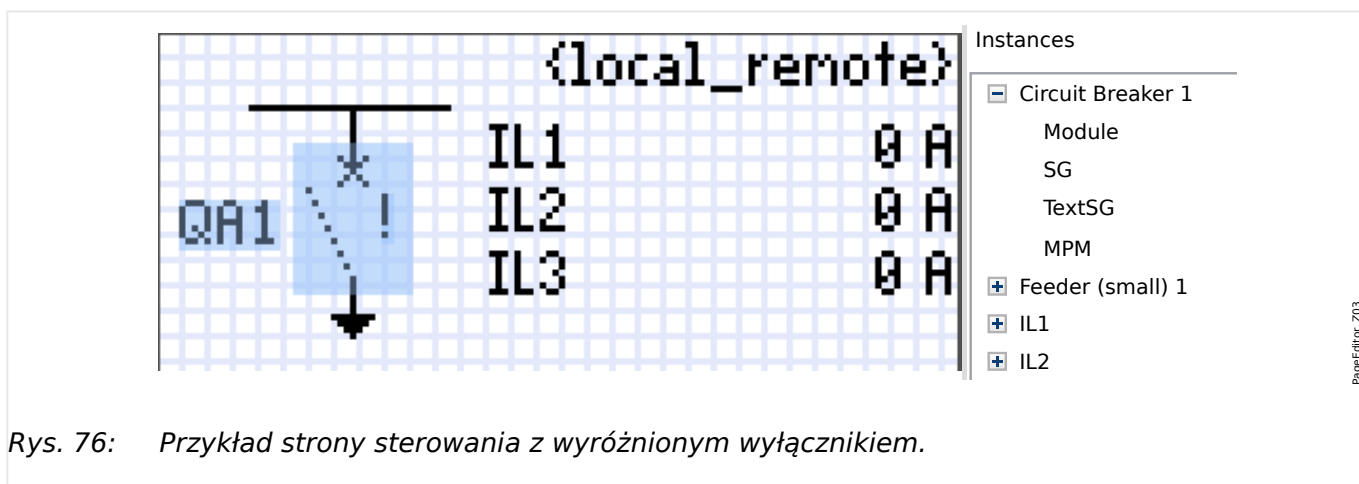 {local_remote}
IL1 0 A
IL2 0 A
IL3 0 A
QA1 !
Instances
Circuit Breaker 1
Module
SG
TextSG
MPM
Feeder (small) 1
IL1
IL2
PageEditor_Z03
Rys. 76: Przykład strony sterowania z wyróżnionym wyłącznikiem.